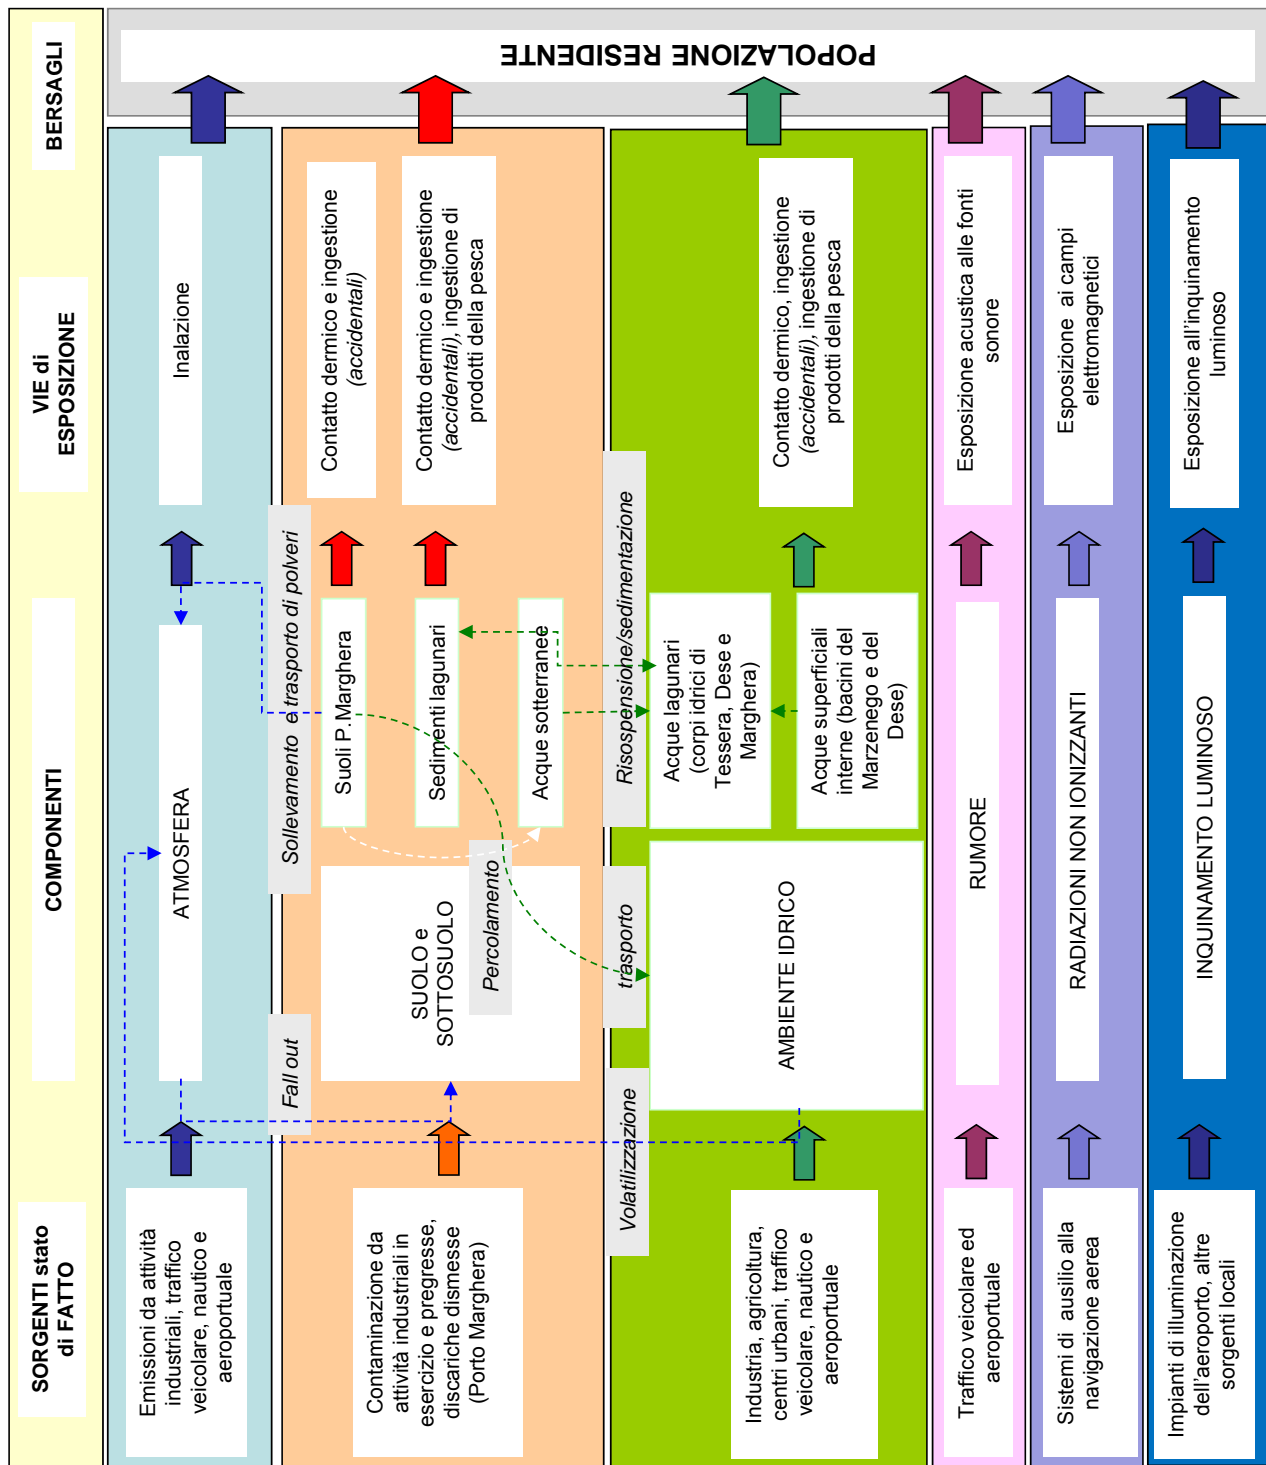 SORGENTI stato
di FATTO
COMPONENTI
VIE di
ESPOSIZIONE
BERSAGLI
Emissioni da attività
industriali, traffico
veicolare, nautico e
aeroportuale
ATMOSFERA
Inalazione
POPOLAZIONE RESIDENTE
Fall out
Sollevamento e trasporto di polveri
Contaminazione da
attività industriali in
esercizio e pregresse,
discariche dismesse
(Porto Marghera)
SUOLO e
SOTTOSUOLO
Percolamento
Suoli P.Marghera
Sedimenti lagunari
Acque sotterranee
Contatto dermico e ingestione
(accidentali)
Contatto dermico e ingestione
(accidentali), ingestione di
prodotti della pesca
Volatilizzazione
trasporto
Risospensione/sedimentazione
Industria, agricoltura,
centri urbani, traffico
veicolare, nautico e
aeroportuale
AMBIENTE IDRICO
Acque lagunari
(corpi idrici di
Tessera, Dese e
Marghera)
Acque superficiali
interne (bacini del
Marzenego e del
Dese)
Contatto dermico, ingestione
(accidentali), ingestione di
prodotti della pesca
Traffico veicolare ed
aeroportuale
RUMORE
Esposizione acustica alle fonti
sonore
Sistemi di ausilio alla
navigazione aerea
RADIAZIONI NON IONIZZANTI
Esposizione ai campi
elettromagnetici
Impianti di illuminazione
dell'aeroporto, altre
sorgenti locali
INQUINAMENTO LUMINOSO
Esposizione all'inquinamento
luminoso